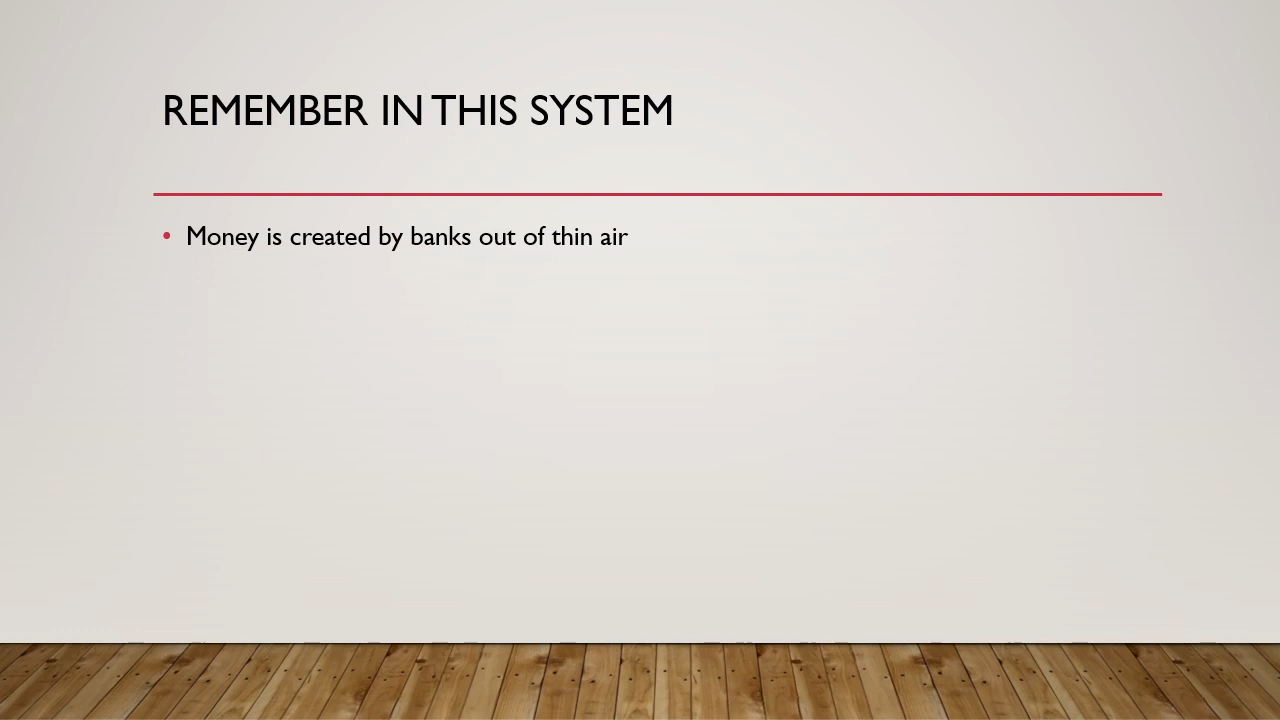 REMEMBER IN THIS SYSTEM
• Money is created by banks out of thin air